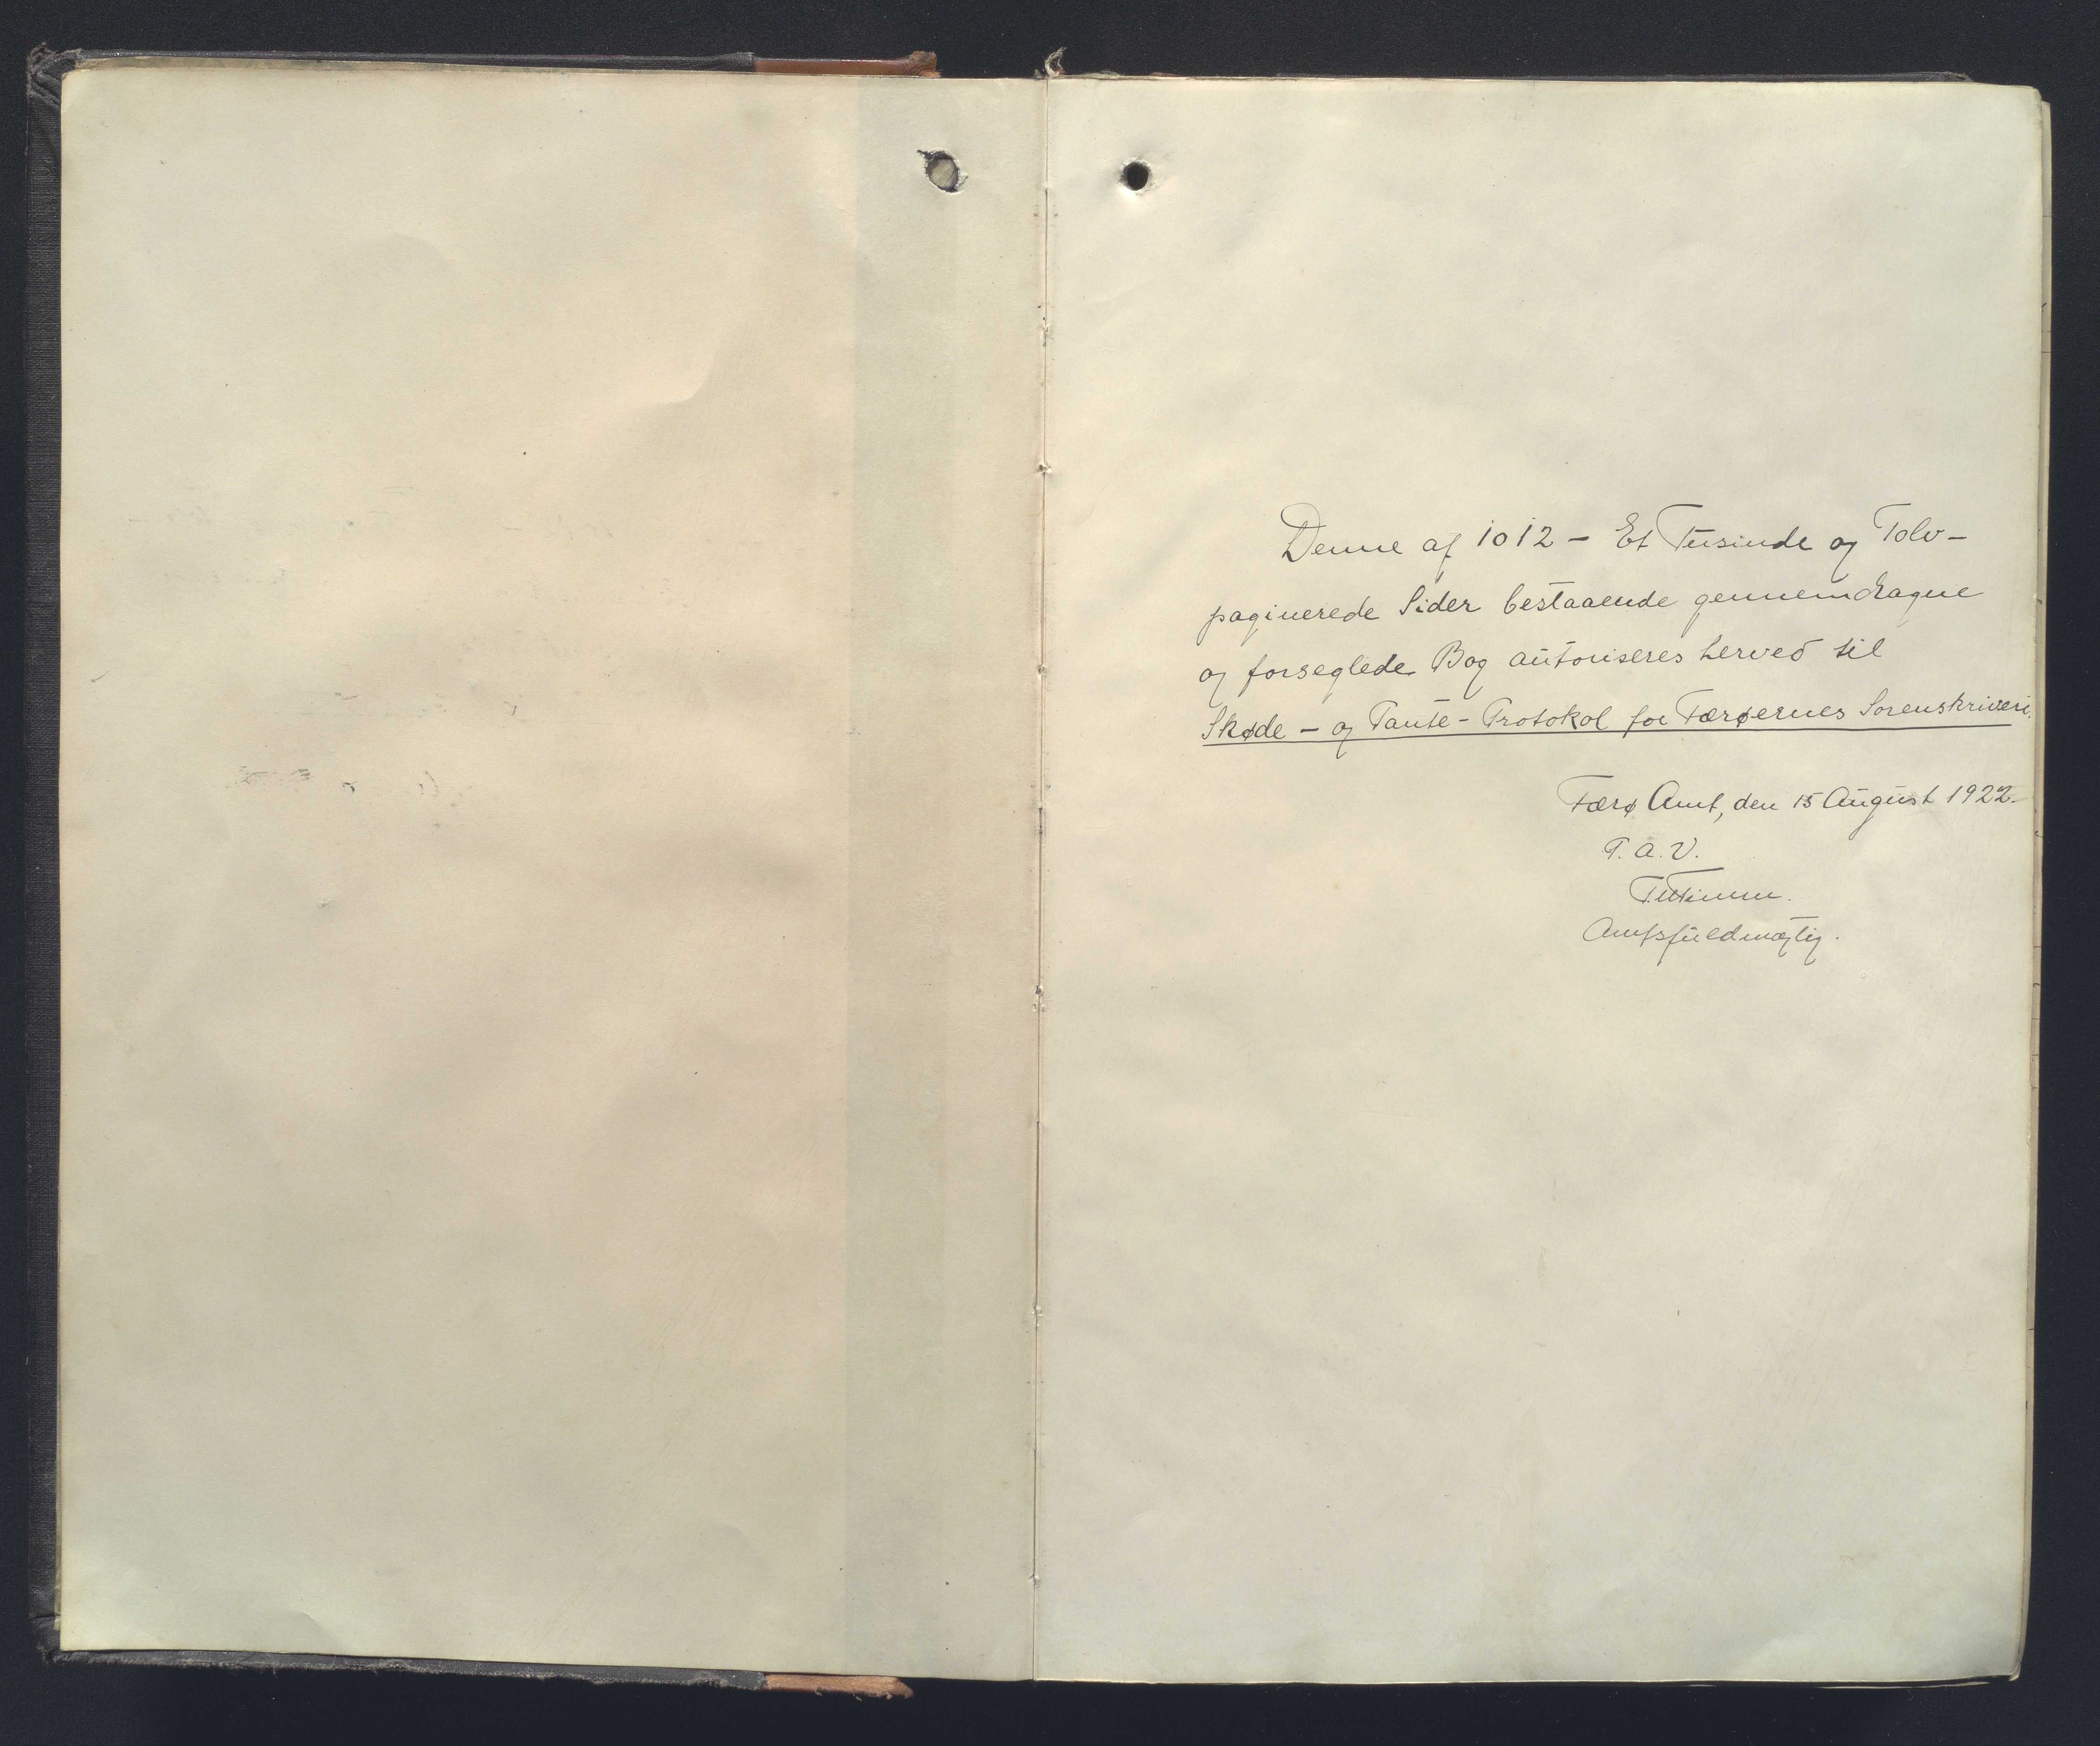 Denne af 1012 - Et Tusinde og Tolv -
paginerede Sider bestaaende gennemdragne
og forseglede Bog autoriseres herved til
Skøde - og Pante - Protokol for Færøernes Sorenskriveri.
Færø Amt, den 15 August 1922.
P. A. V.
Amtsfuldmægtig.